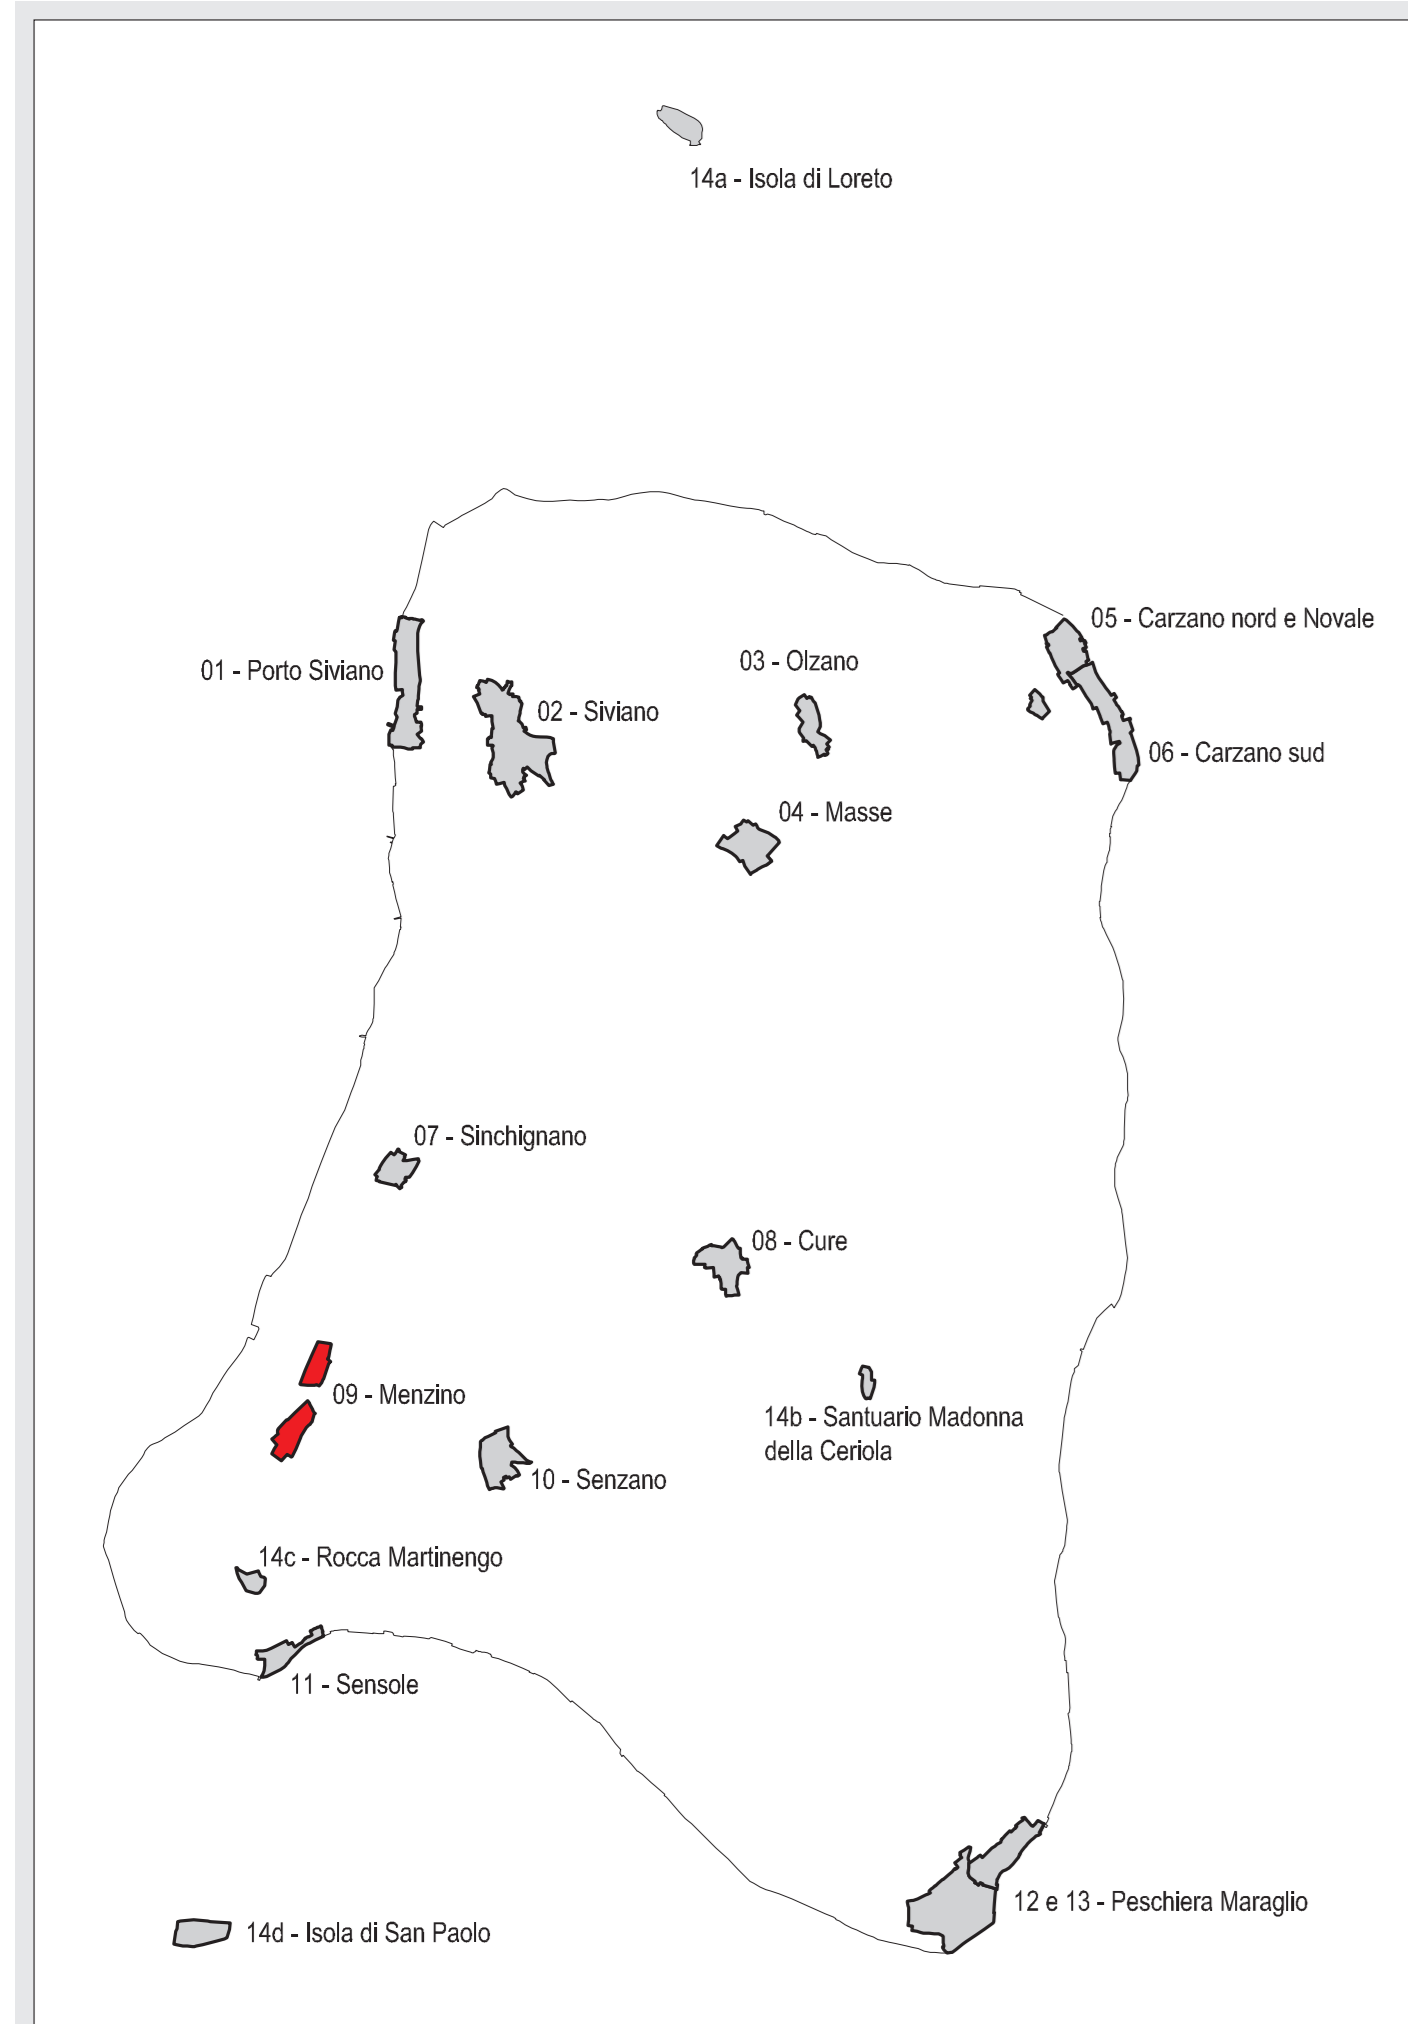 14a - Isola di Loreto
05 - Carzano nord e Novale
01 - Porto Siviano
03 - Olzano
02 - Siviano
06 - Carzano sud
04 - Masse
07 - Sinchignano
08 - Cure
09 - Menzino
14b - Santuario Madonna
della Ceriola
10 - Senzano
14c - Rocca Martinengo
11 - Sensole
12 e 13 - Peschiera Maraglio
14d - Isola di San Paolo